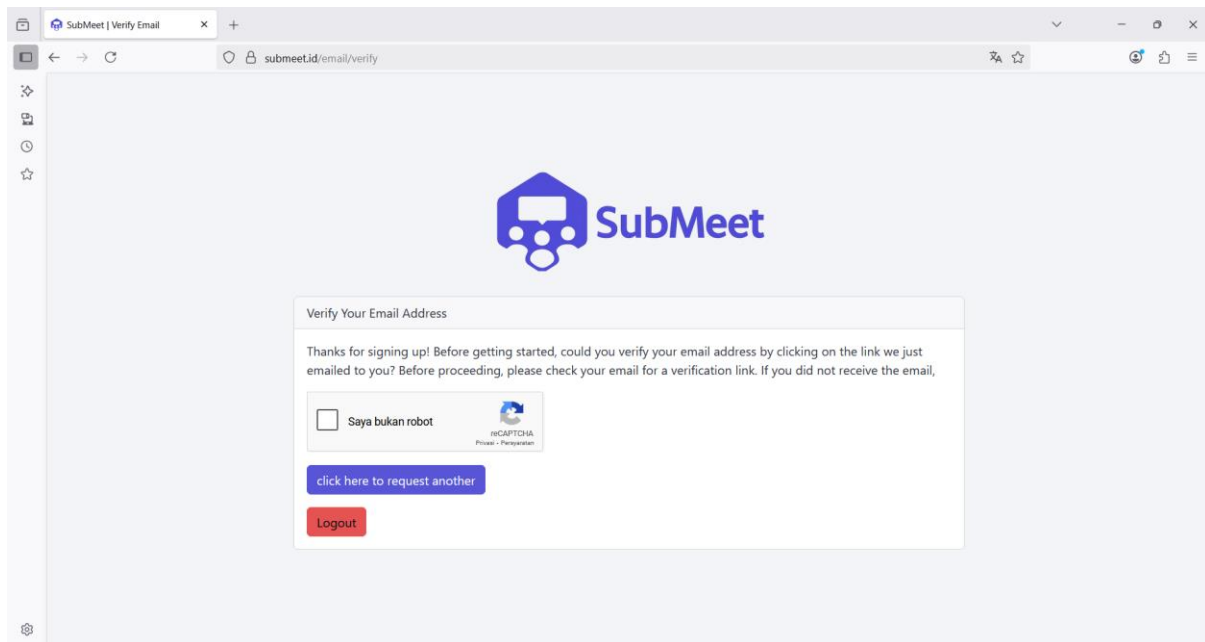 SubMeet | Verify Email
submeet.id/email/verify
SubMeet
Verify Your Email Address
Thanks for signing up! Before getting started, could you verify your email address by clicking on the link we just
emailed to you? Before proceeding, please check your email for a verification link. If you did not receive the email,
Saya bukan robot
reCAPTCHA
Privasi - Persyaratan
click here to request another
Logout